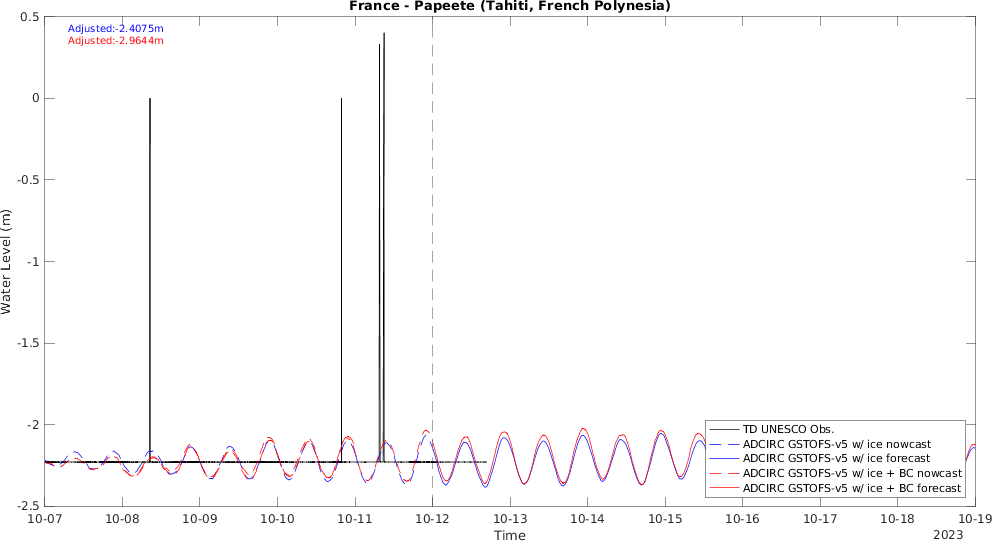 France - Papeete (Tahiti, French Polynesia)
Adjusted:-2.4075m
Adjusted:-2.9644m
0.5
0
-0.5
-1
-1.5
-2
-2.5
Water Level (m)
TD UNESCO Obs.
ADCIRC GSTOFS-v5 w/ ice nowcast
ADCIRC GSTOFS-v5 w/ ice forecast
ADCIRC GSTOFS-v5 w/ ice + BC nowcast
ADCIRC GSTOFS-v5 w/ ice + BC forecast
10-07 10-08 10-09 10-10 10-11 10-12 10-13 10-14 10-15 10-16 10-17 10-18 10-19
Time
2023